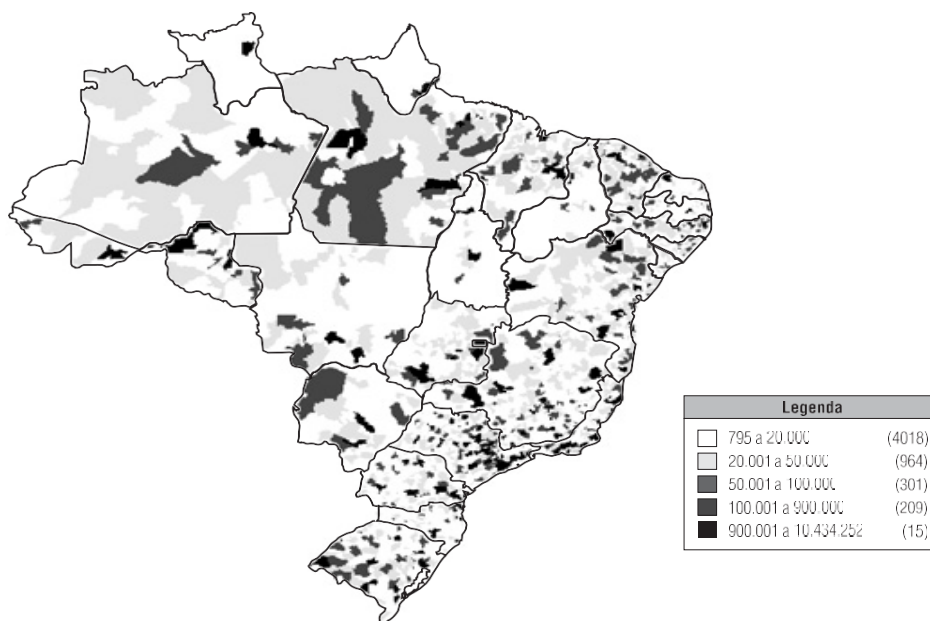 Legenda
795 a 20.000 (4018)
20.001 a 50.000 (964)
50.001 a 100.000 (301)
100.001 a 900.000 (209)
900.001 a 10.434.252 (15)